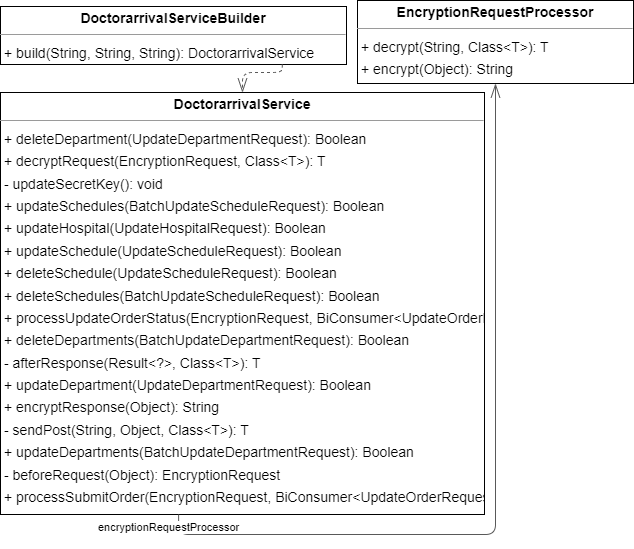 DoctorarrivalServiceBuilder
+ build(String, String, String): DoctorarrivalService
EncryptionRequestProcessor
+ decrypt(String, Class<T>): T
+ encrypt(Object): String
DoctorarrivalService
+ deleteDepartment(UpdateDepartmentRequest): Boolean
+ decryptRequest(EncryptionRequest, Class<T>): T
- updateSecretKey(): void
+ updateSchedules(BatchUpdateScheduleRequest): Boolean
+ updateHospital(UpdateHospitalRequest): Boolean
+ updateSchedule(UpdateScheduleRequest): Boolean
+ deleteSchedule(UpdateScheduleRequest): Boolean
+ deleteSchedules(BatchUpdateScheduleRequest): Boolean
+ processUpdateOrderStatus(EncryptionRequest, BiConsumer<UpdateOrderR
+ deleteDepartments(BatchUpdateDepartmentRequest): Boolean
- afterResponse(Result<?>, Class<T>): T
+ updateDepartment(UpdateDepartmentRequest): Boolean
+ encryptResponse(Object): String
- sendPost(String, Object, Class<T>): T
+ updateDepartments(BatchUpdateDepartmentRequest): Boolean
- beforeRequest(Object): EncryptionRequest
+ processSubmitOrder(EncryptionRequest, BiConsumer<UpdateOrderReques
encryptionRequestProcessor